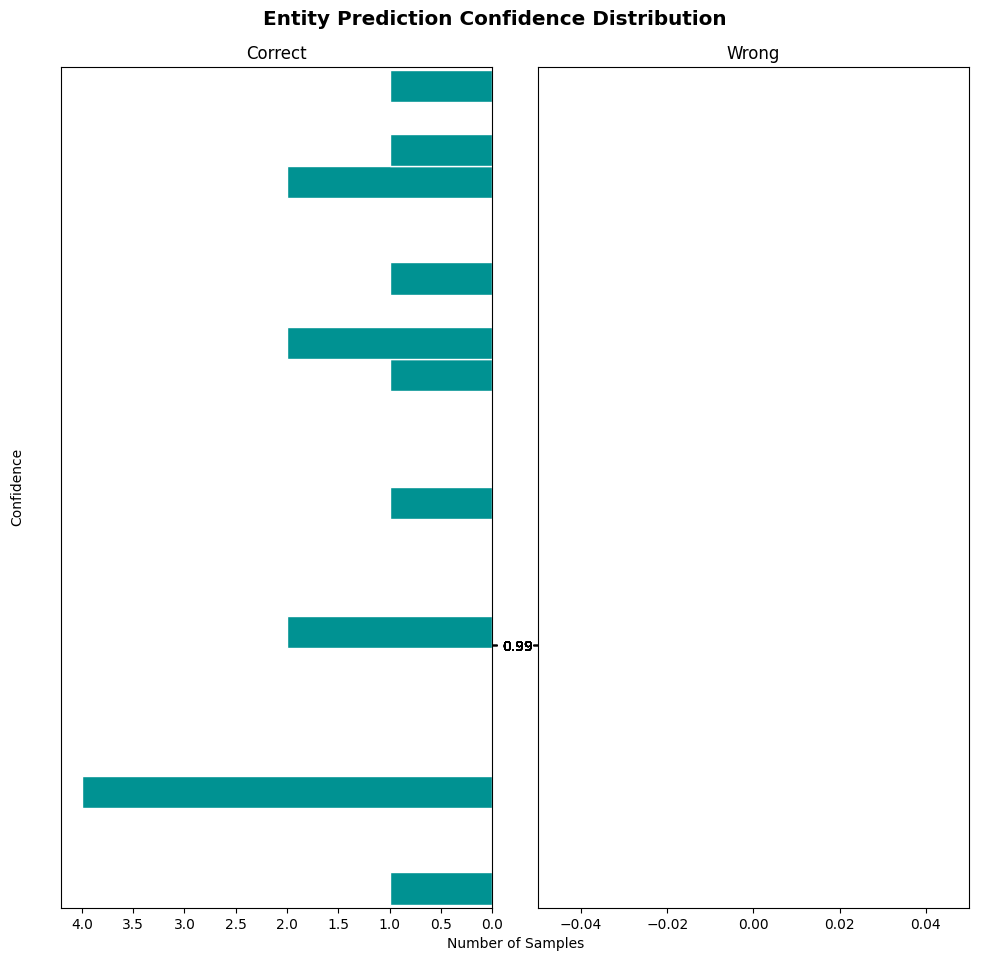 Entity Prediction Confidence Distribution
Correct
Wrong
Confidence
0.99
4.0 3.5 3.0 2.5 2.0 1.5 1.0 0.5 0.0
−0.04 −0.02 0.00 0.02 0.04
Number of Samples